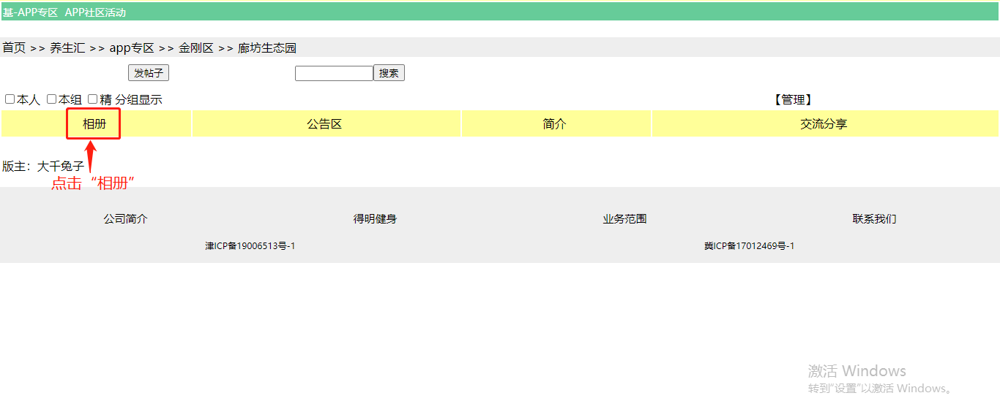 基-APP专区 APP社区活动
首页 >> 养生汇 >> app专区 >> 金刚区 >> 廊坊生态园
发帖子 搜索
本人 本组 精 分组显示 【管理】
相册 公告区 简介 交流分享
版主：大千兔子
点击“相册”
公司简介 得明健身 业务范围 联系我们
津ICP备19006513号-1 冀ICP备17012469号-1
激活 Windows
转到"设置"以激活 Windows。